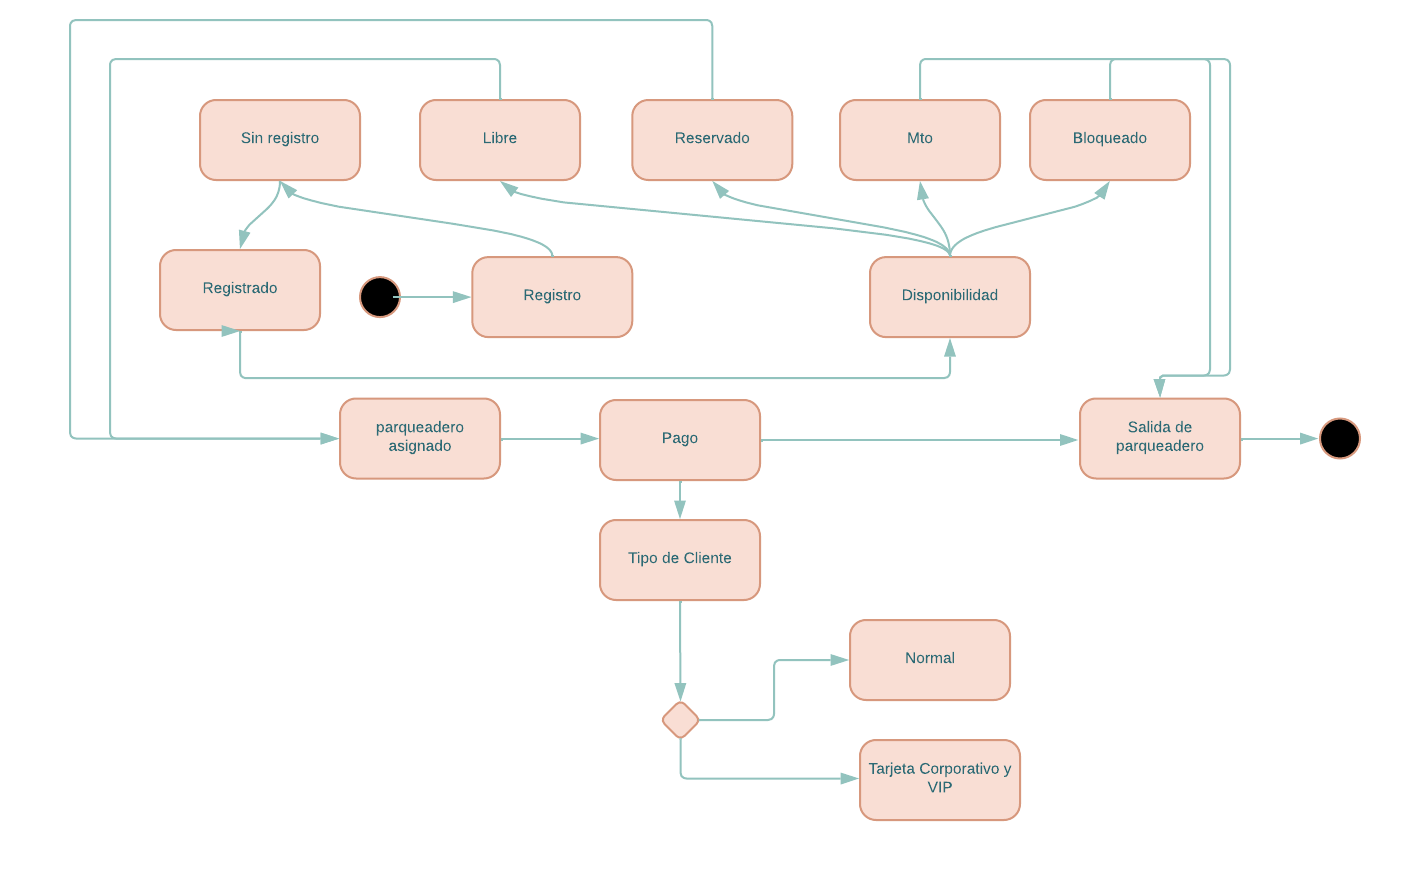 Sin registro
Libre
Reservado
Mto
Bloqueado
Registrado
Registro
Disponibilidad
parqueadero
asignado
Pago
Salida de
parqueadero
Tipo de Cliente
Normal
Tarjeta Corporativo y
VIP